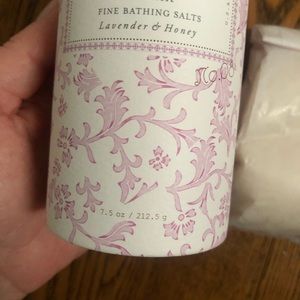 FINE BATHING SALTS
Lavender & Honey
7.5 oz / 212.5 g